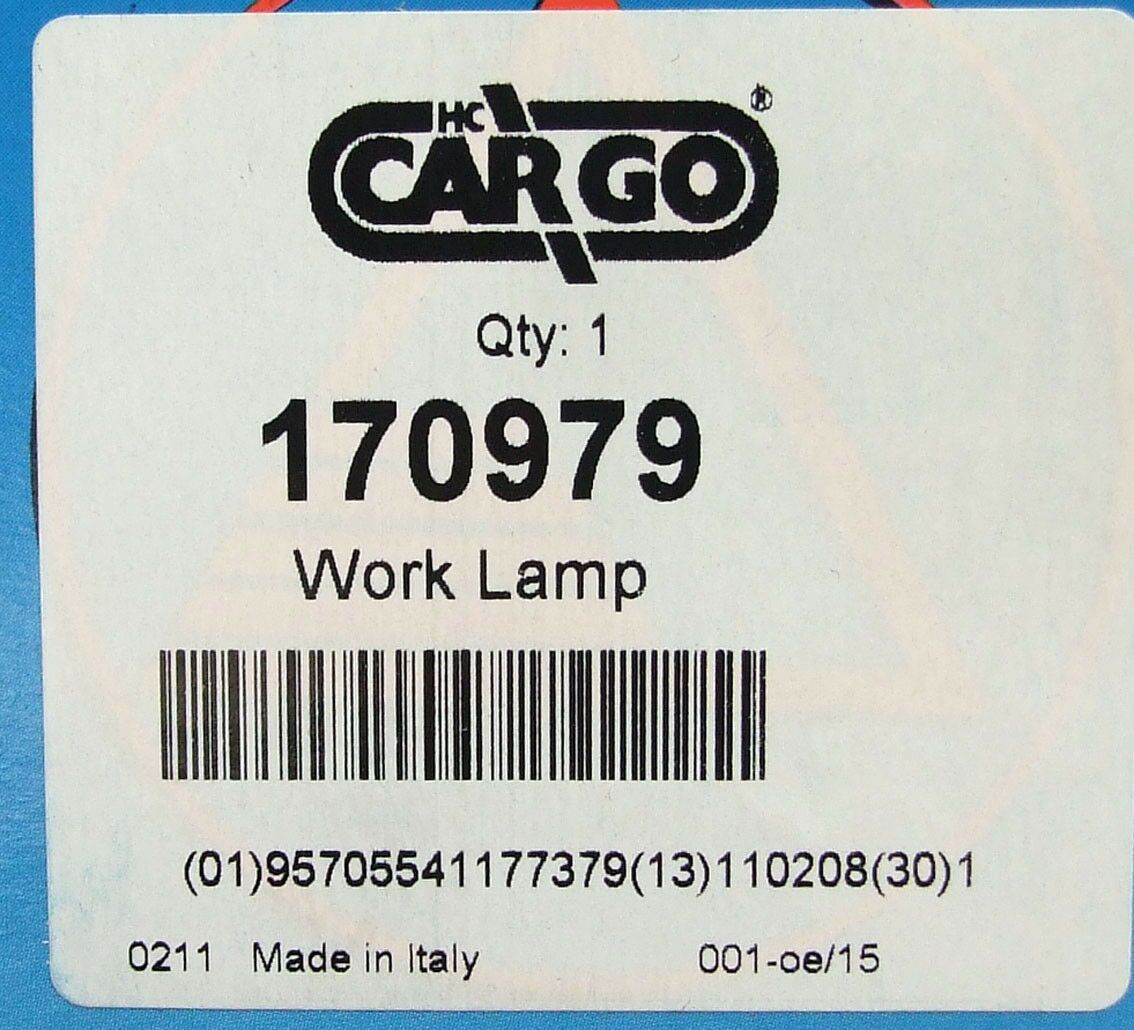 HC
CARGO®
Qty: 1
170979
Work Lamp
(01)95705541177379(13)110208(30)1
0211 Made in Italy 001-oe/15